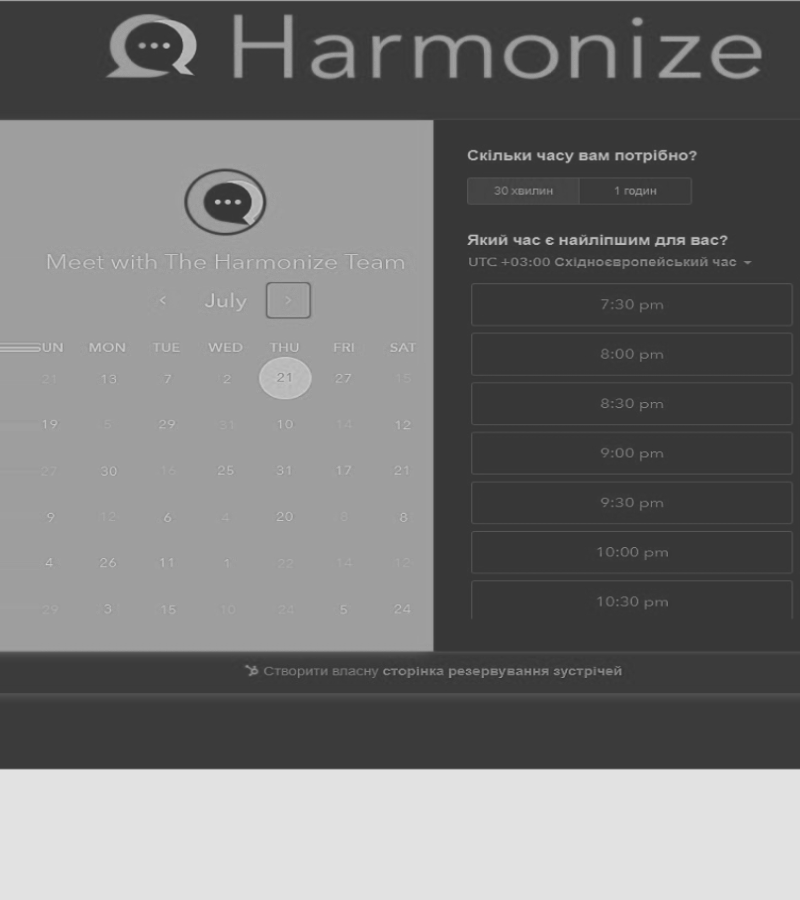 Harmonize
Meet with The Harmonize Team
July
SUN MON TUE WED THU FRI SAT
21 13 7 2 21 27 15
19 5 29 31 10 14 12
22 30 16 25 31 17 21
9 12 6 4 20 8
4 26 11 1 22 14 12
29 3 15 10 24 5 24
Скільки часу вам потрібно?
30 хвилин 1 годин
Який час є найліпшим для вас?
UTC +03:00 Східноєвропейський час
7:30 pm
8:00 pm
8:30 pm
9:00 pm
9:30 pm
10:00 pm
10:30 pm
Створити власну сторінка резервування зустрічей